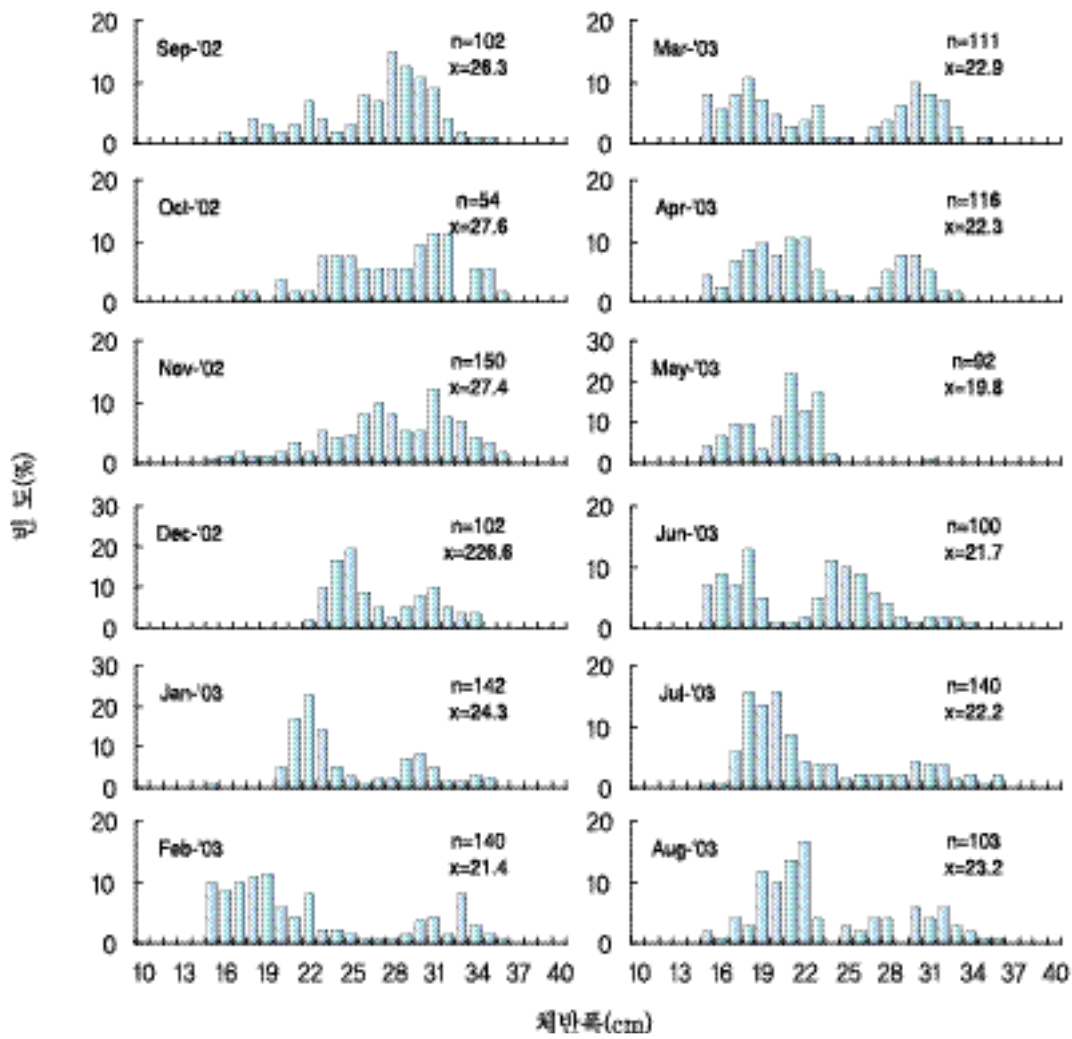 빈 도(%)
Sep-'02
n=102
x=26.3
20
10
0
Mar-'03
n=111
x=22.9
20
10
0
Oct-'02
n=54
x=27.6
20
10
0
Apr-'03
n=116
x=22.3
20
10
0
Nov-'02
n=150
x=27.4
20
10
0
May-'03
n=92
x=19.8
30
20
10
0
Dec-'02
n=102
x=226.6
30
20
10
0
Jun-'03
n=100
x=21.7
20
10
0
Jan-'03
n=142
x=24.3
30
20
10
0
Jul-'03
n=140
x=22.2
20
10
0
Feb-'03
n=140
x=21.4
20
10
0
Aug-'03
n=103
x=23.2
20
10
0
10 13 16 19 22 25 28 31 34 37 40
10 13 16 19 22 25 28 31 34 37 40
체반폭(cm)